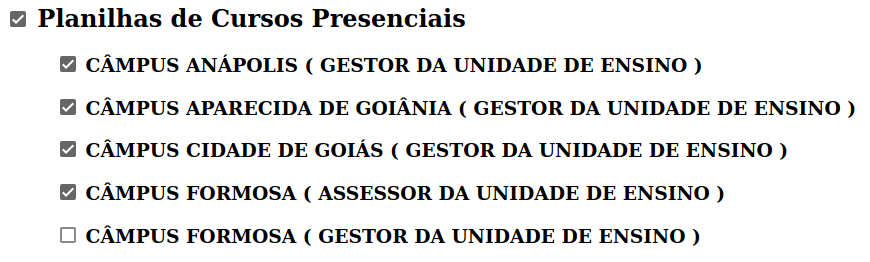 Planilhas de Cursos Presenciais
CÂMPUS ANÁPOLIS ( GESTOR DA UNIDADE DE ENSINO )
CÂMPUS APARECIDA DE GOIÂNIA ( GESTOR DA UNIDADE DE ENSINO )
CÂMPUS CIDADE DE GOIÁS ( GESTOR DA UNIDADE DE ENSINO )
CÂMPUS FORMOSA ( ASSESSOR DA UNIDADE DE ENSINO )
CÂMPUS FORMOSA ( GESTOR DA UNIDADE DE ENSINO )